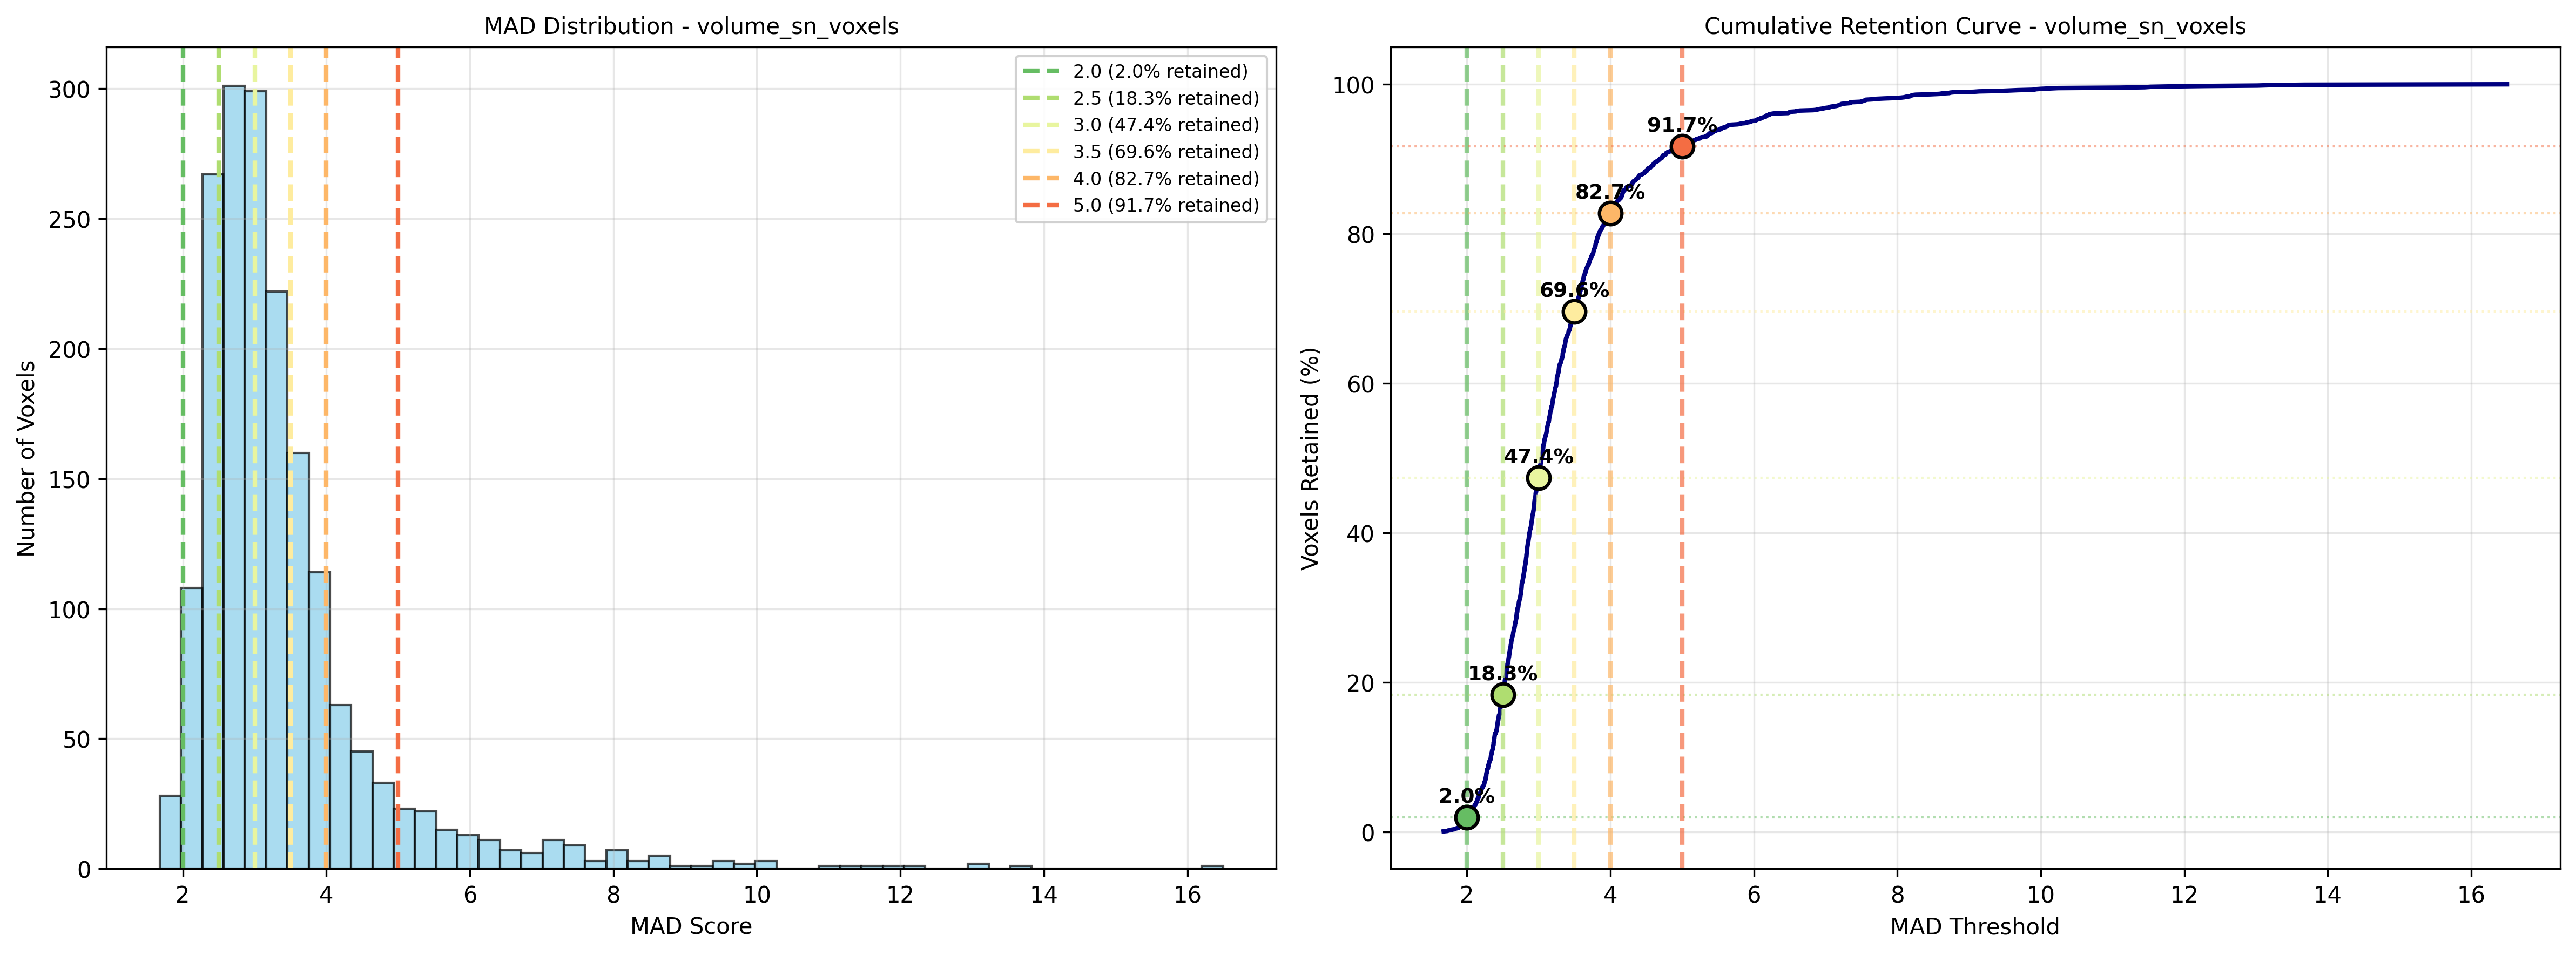 MAD Distribution - volume_sn_voxels
300
250
200
150
100
50
0
Number of Voxels
2.0 (2.0% retained)
2.5 (18.3% retained)
3.0 (47.4% retained)
3.5 (69.6% retained)
4.0 (82.7% retained)
5.0 (91.7% retained)
2 4 6 8 10 12 14 16
MAD Score
Cumulative Retention Curve - volume_sn_voxels
100
80
60
40
20
0
Voxels Retained (%)
91.7%
82.7%
69.6%
47.4%
18.3%
2.0%
2 4 6 8 10 12 14 16
MAD Threshold